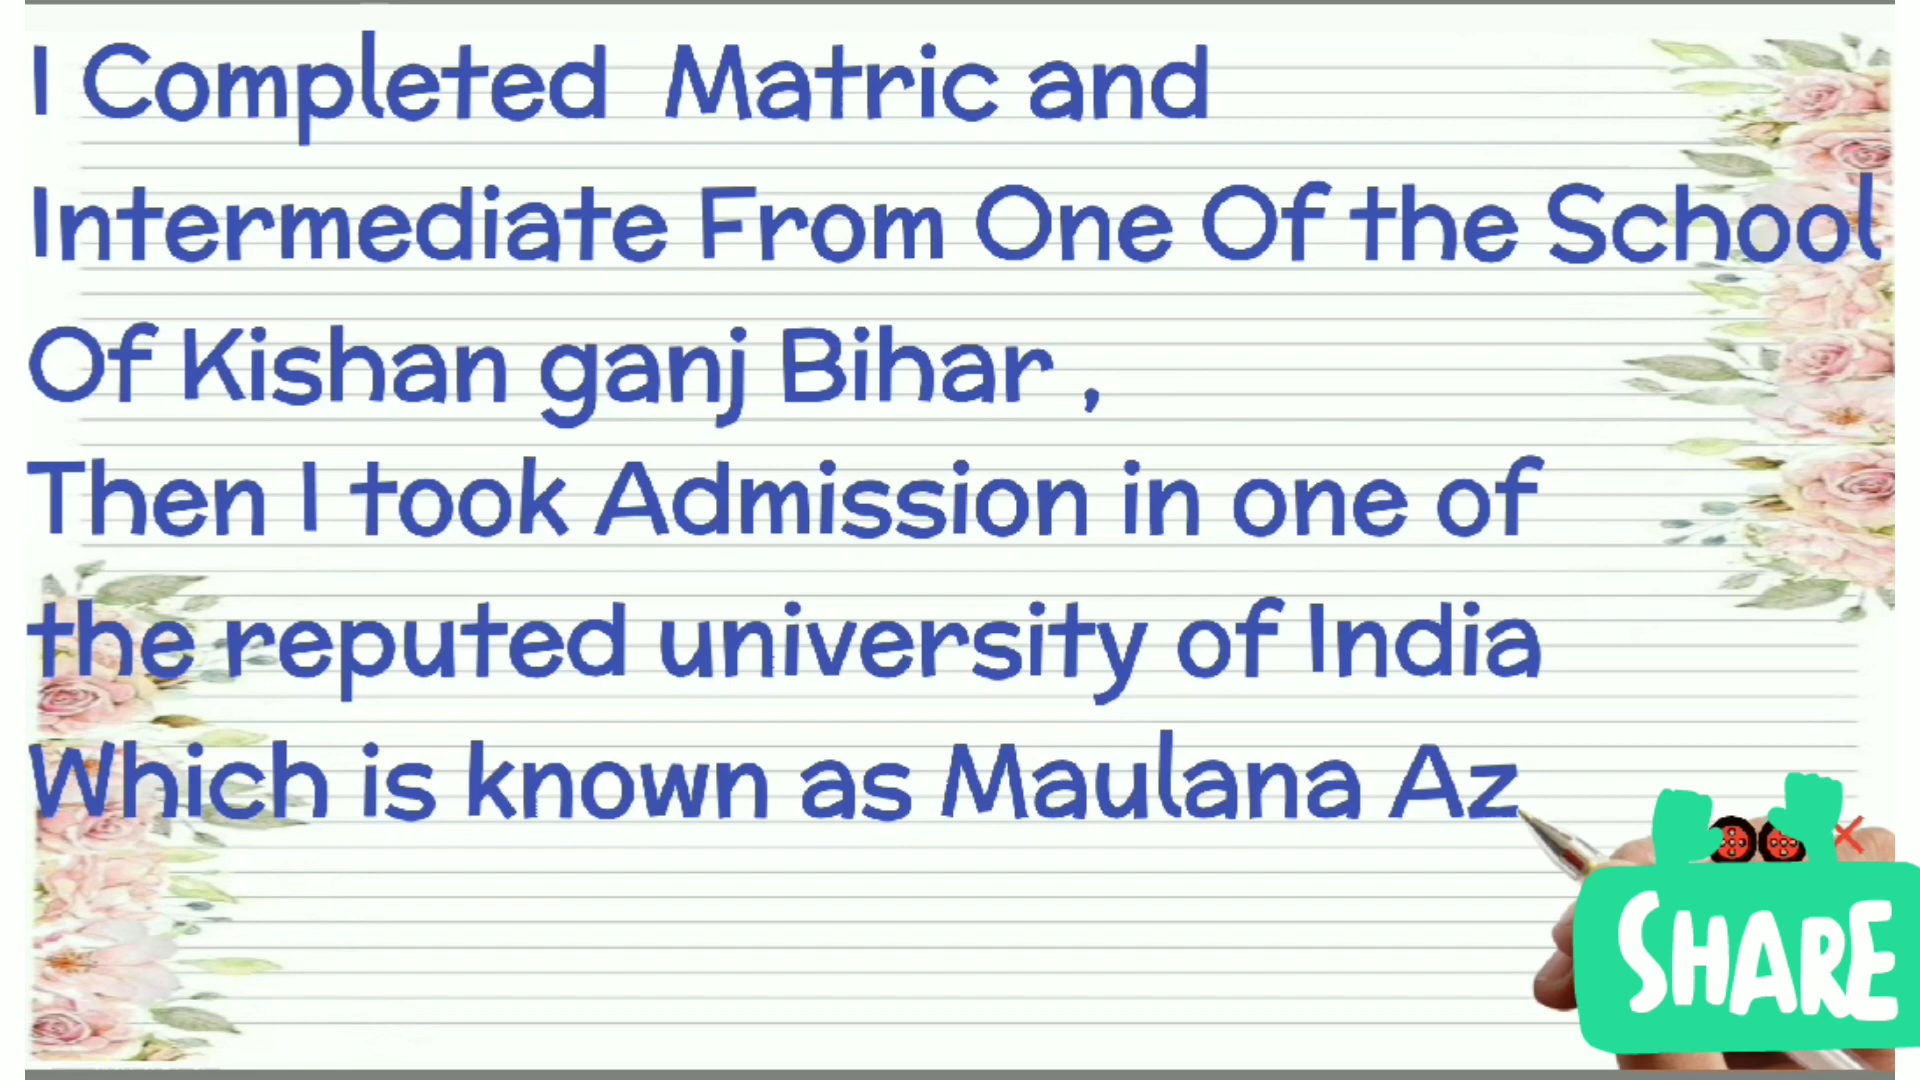 I Completed Matric and
Intermediate From One Of the School
Of Kishan ganj Bihar ,
Then I took Admission in one of
the reputed university of India
Which is known as Maulana Az
SHARE